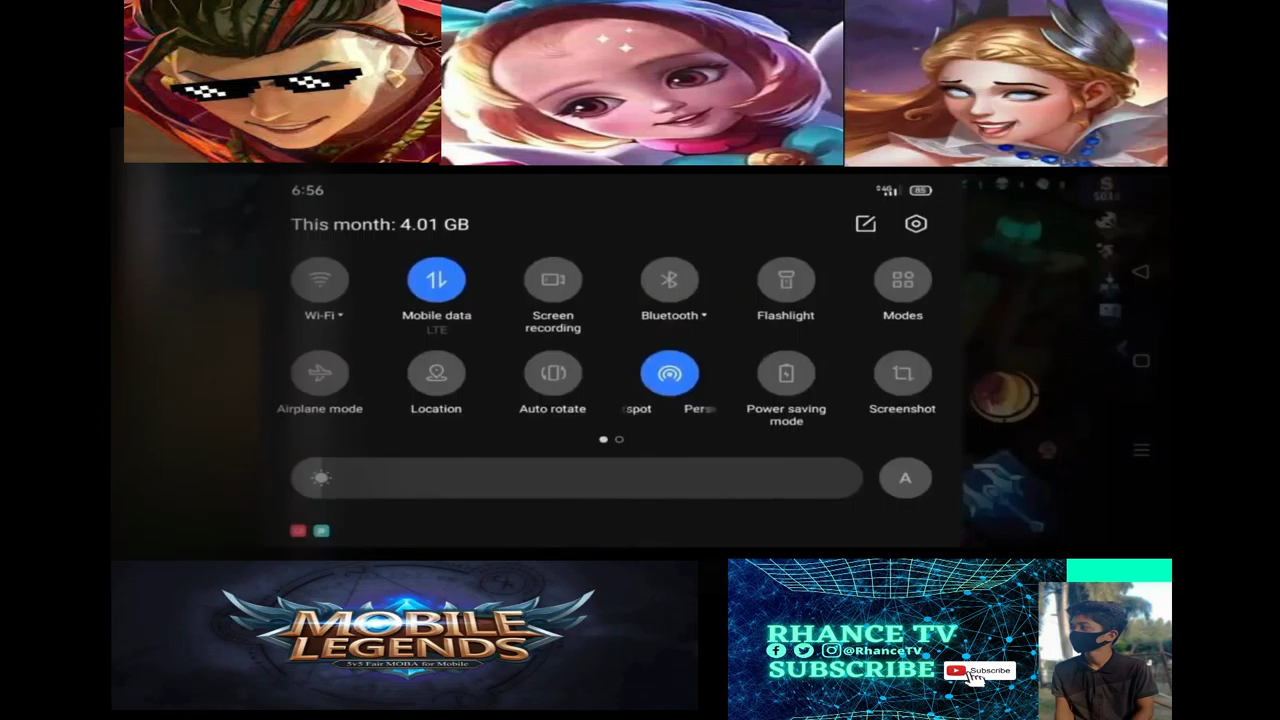 6:56
4G
85
This month: 4.01 GB
Wi-Fi
Mobile data
LTE
Screen
recording
Bluetooth
Flashlight
Modes
Airplane mode
Location
Auto rotate
spot Pers
Power saving
mode
Screenshot
A
MOBILE
LEGENDS
5v5 Fair MOBA for Mobile
RHANCE TV
@RhanceTV
SUBSCRIBE
Subscribe